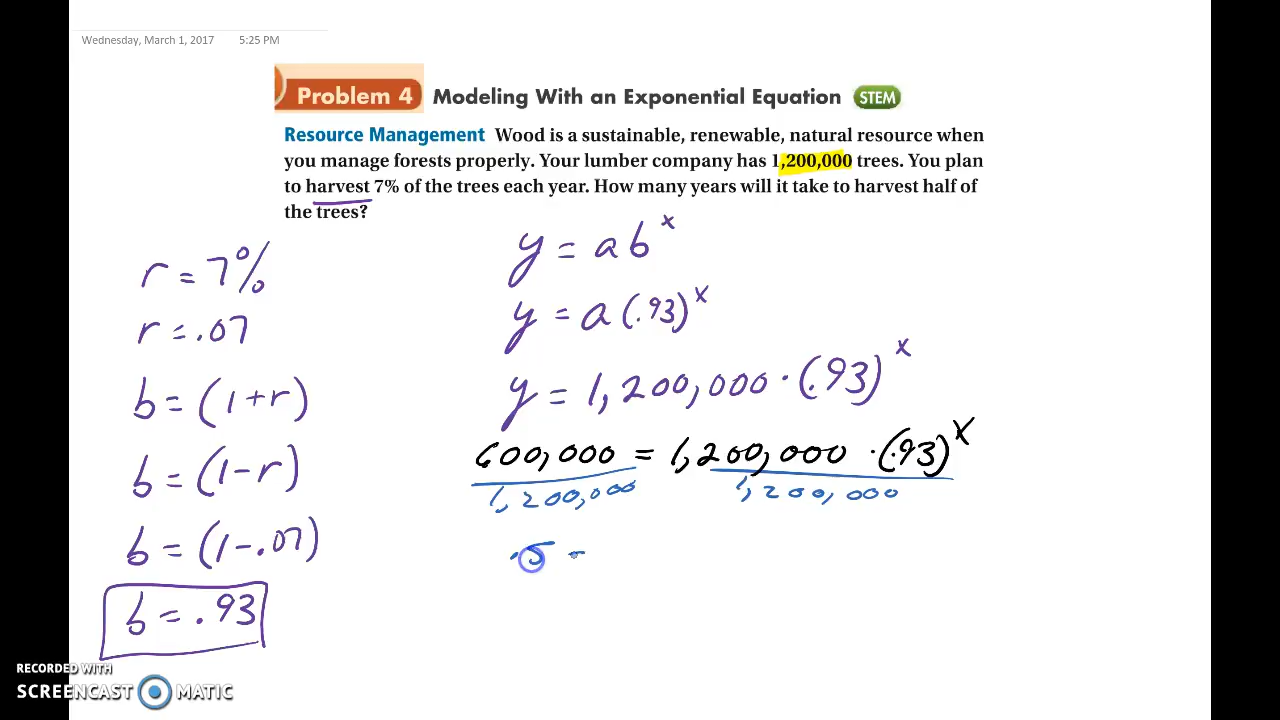 Wednesday, March 1, 2017 5:25 PM
Problem 4 Modeling With an Exponential Equation STEM
Resource Management Wood is a sustainable, renewable, natural resource when
you manage forests properly. Your lumber company has 1,200,000 trees. You plan
to harvest 7% of the trees each year. How many years will it take to harvest half of
the trees?
r = 7%
r = .07
b = (1 + r)
b = (1 - r)
b = (1 - .07)
b = .93
y = ab^x
y = a (.93)^x
y = 1,200,000 · (.93)^x
600,000 = 1,200,000 · (.93)^x
1,200,000 1,200,000
.5 =
RECORDED WITH
SCREENCAST MATIC